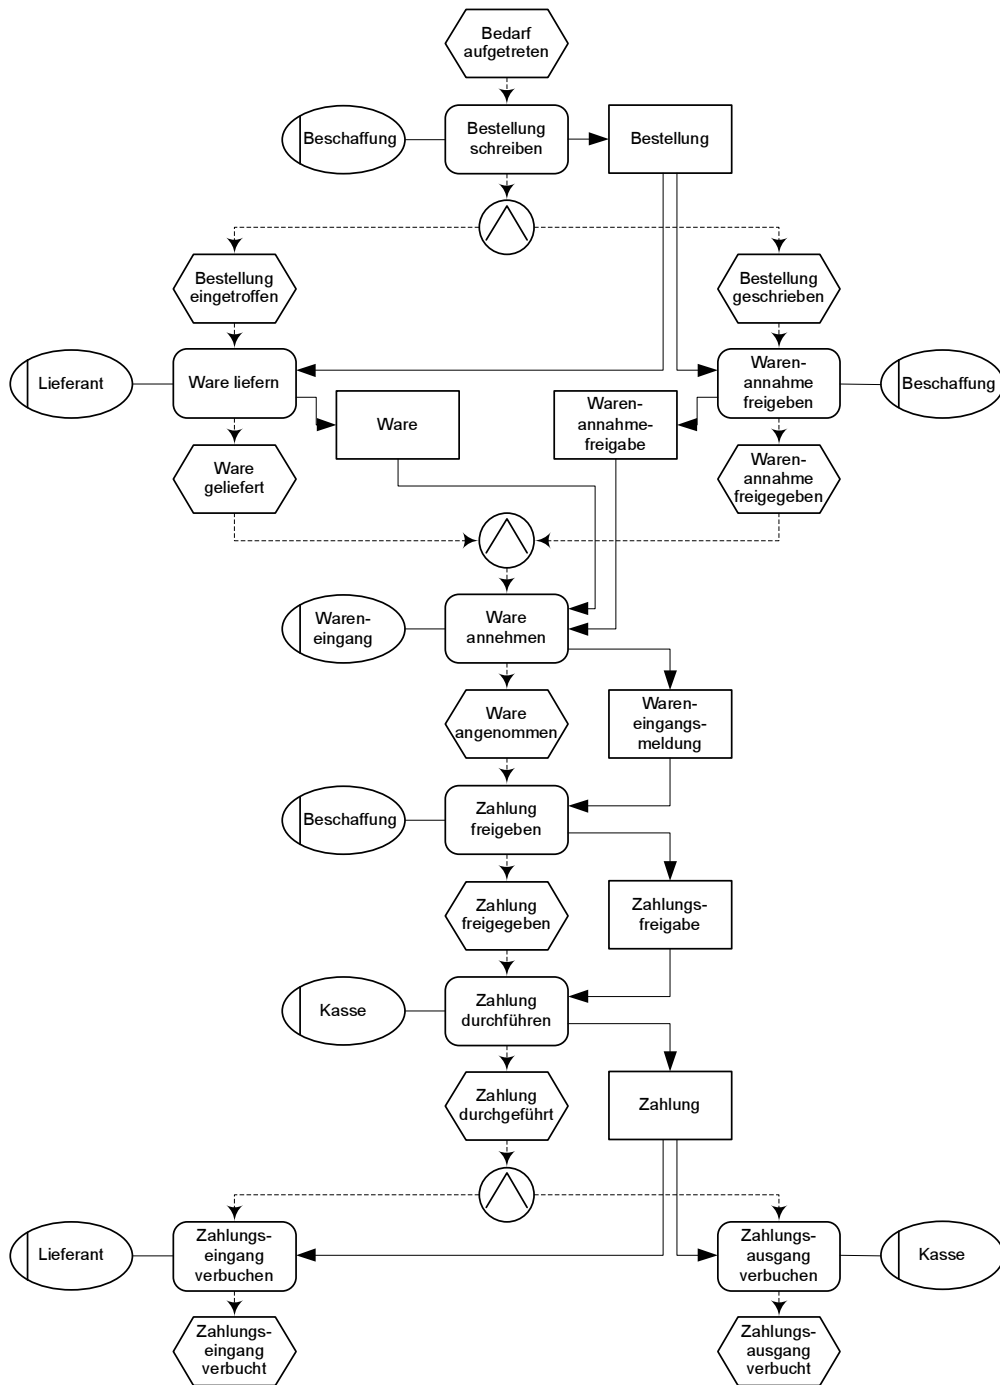 Bedarf
aufgetreten
Beschaffung
Bestellung
schreiben
Bestellung
Bestellung
eingetroffen
Bestellung
geschrieben
Lieferant
Ware liefern
Ware
Waren-
annahme-
freigabe
Waren-
annahme
freigeben
Beschaffung
Ware
geliefert
Waren-
annahme
freigegeben
Waren-
eingang
Ware
annehmen
Ware
angenommen
Waren-
eingangs-
meldung
Beschaffung
Zahlung
freigeben
Zahlung
freigegeben
Zahlungs-
freigabe
Kasse
Zahlung
durchführen
Zahlung
durchgeführt
Zahlung
Lieferant
Zahlungs-
eingang
verbuchen
Zahlungs-
ausgang
verbuchen
Kasse
Zahlungs-
eingang
verbucht
Zahlungs-
ausgang
verbucht